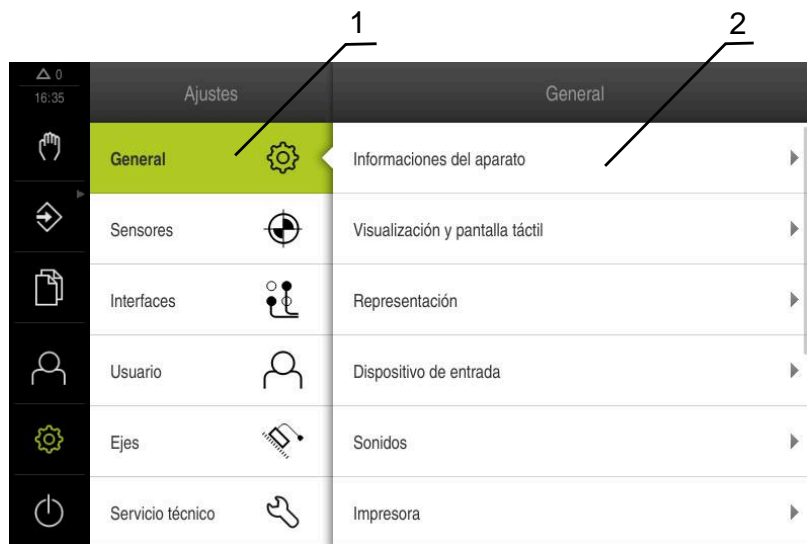 1
2
0
16:35
Ajustes
General
General
Sensores
Interfaces
Usuario
Ejes
Servicio técnico
Informaciones del aparato
Visualización y pantalla táctil
Representación
Dispositivo de entrada
Sonidos
Impresora